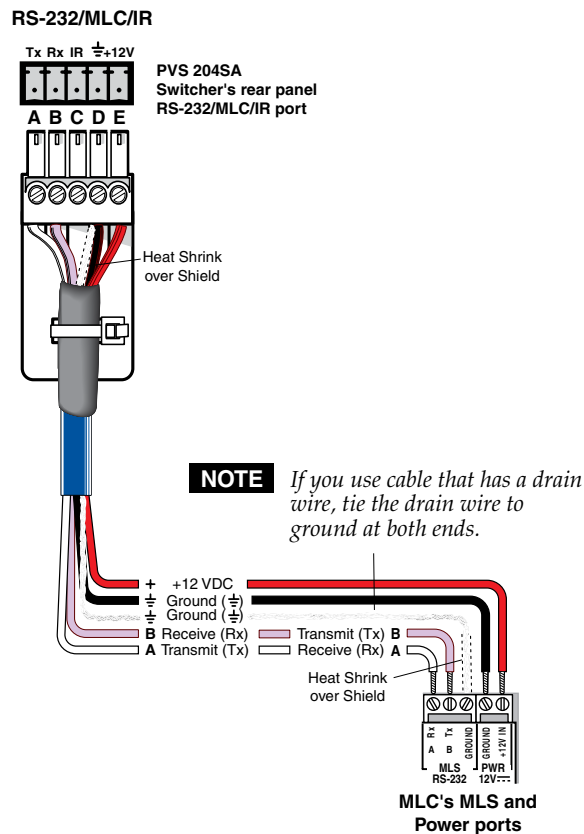 RS-232/MLC/IR
Tx Rx IR ⏚ +12V
PVS 204SA
Switcher's rear panel
RS-232/MLC/IR port
A B C D E
Heat Shrink
over Shield
NOTE If you use cable that has a drain
wire, tie the drain wire to
ground at both ends.
+ +12 VDC
⏚ Ground (⏚)
⏚ Ground (⏚)
B Receive (Rx) Transmit (Tx) B
A Transmit (Tx) Receive (Rx) A
Heat Shrink
over Shield
Rx Tx GROUND GROUND +12V IN
A B
MLS PWR
RS-232 12V⎓
MLC's MLS and
Power ports